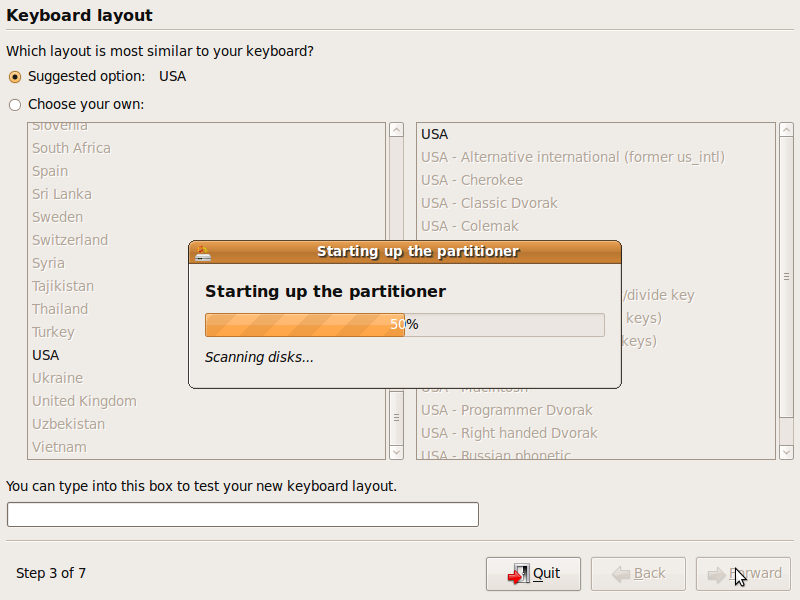 Keyboard layout
Which layout is most similar to your keyboard?
Suggested option: USA
Choose your own:
Slovenia
South Africa
Spain
Sri Lanka
Sweden
Switzerland
Syria
Tajikistan
Thailand
Turkey
USA
Ukraine
United Kingdom
Uzbekistan
Vietnam
USA
USA - Alternative international (former us_intl)
USA - Cherokee
USA - Classic Dvorak
USA - Colemak
/divide key
keys)
keys)
USA - Macintosh
USA - Programmer Dvorak
USA - Right handed Dvorak
USA - Russian phonetic
Starting up the partitioner
Starting up the partitioner
50%
Scanning disks...
You can type into this box to test your new keyboard layout.
Step 3 of 7
Quit
Back
Forward